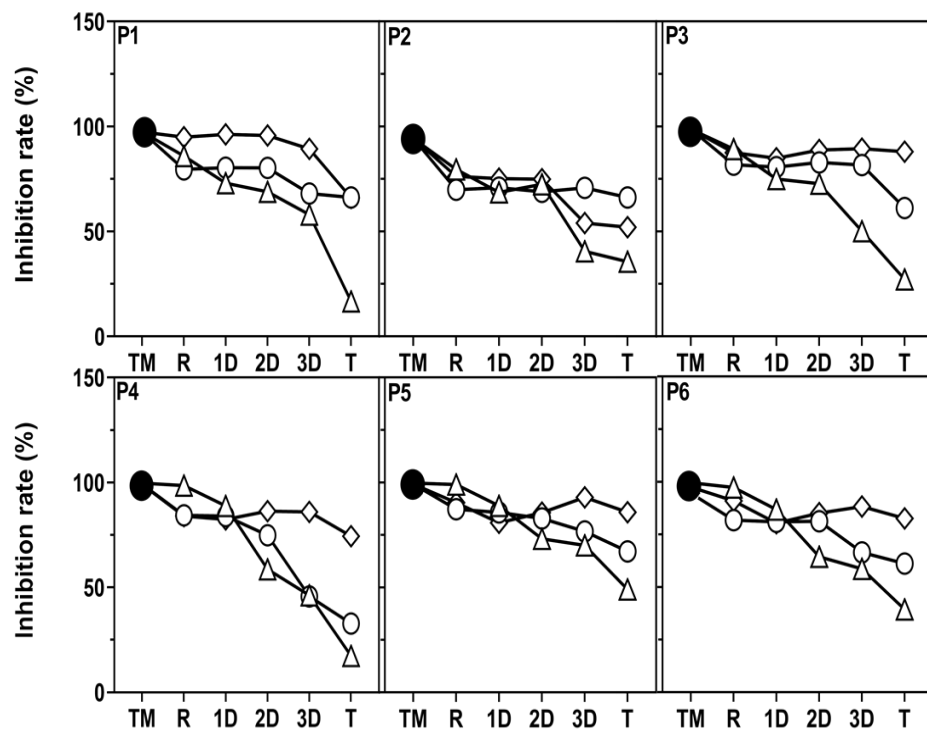 150
P1 P2 P3
100
50
0
Inhibition rate (%)
TM R 1D 2D 3D T TM R 1D 2D 3D T TM R 1D 2D 3D T
150
P4 P5 P6
100
50
0
Inhibition rate (%)
TM R 1D 2D 3D T TM R 1D 2D 3D T TM R 1D 2D 3D T